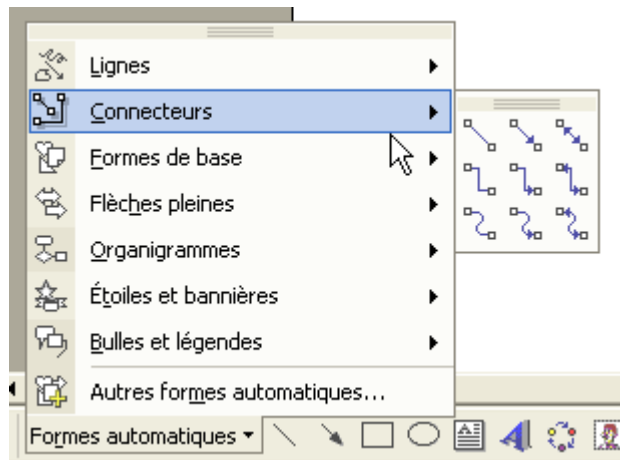 Lignes
Connecteurs
Formes de base
Flèches pleines
Organigrammes
Étoiles et bannières
Bulles et légendes
Autres formes automatiques...
Formes automatiques